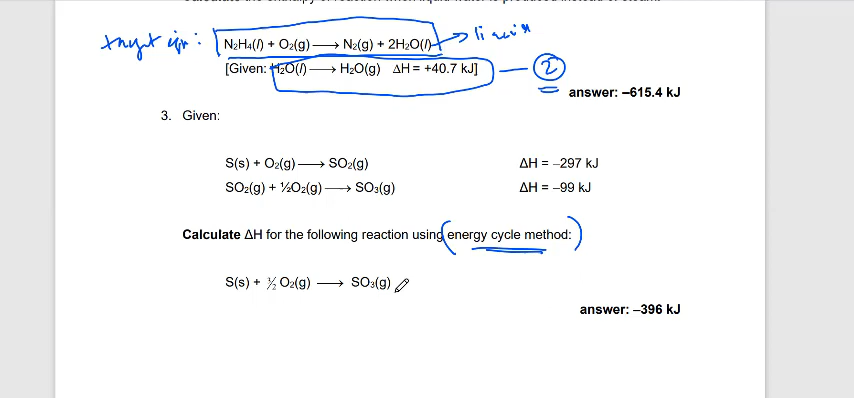 liquid
N₂H₄(l) + O₂(g) ⟶ N₂(g) + 2H₂O(l)
[Given: H₂O(l) ⟶ H₂O(g) ΔH = +40.7 kJ] — 2
answer: –615.4 kJ
3. Given:
S(s) + O₂(g) ⟶ SO₂(g) ΔH = –297 kJ
SO₂(g) + ½O₂(g) ⟶ SO₃(g) ΔH = –99 kJ
Calculate ΔH for the following reaction using energy cycle method:
S(s) + ½ O₂(g) ⟶ SO₃(g)
answer: –396 kJ